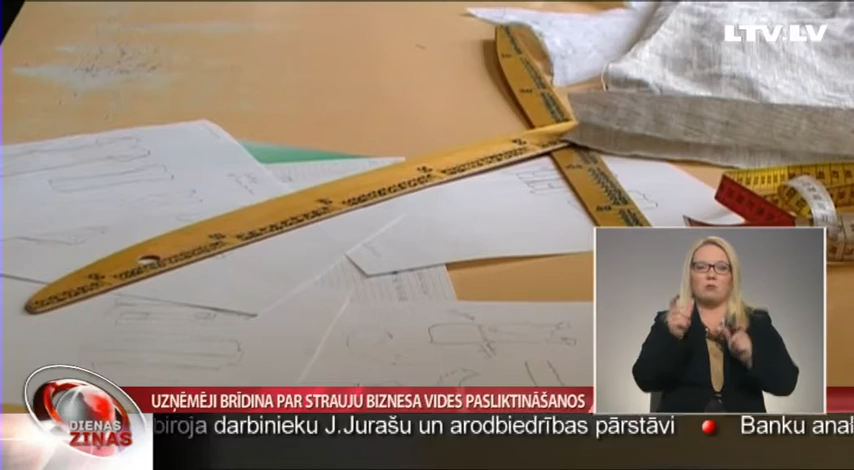 LTV.LV
UZŅĒMĒJI BRĪDINA PAR STRAUJU BIZNESA VIDES PASLIKTINĀŠANOS
DIENAS
ZIŅAS
biroja darbinieku J.Jurašu un arodbiedrības pārstāvi • Banku anal